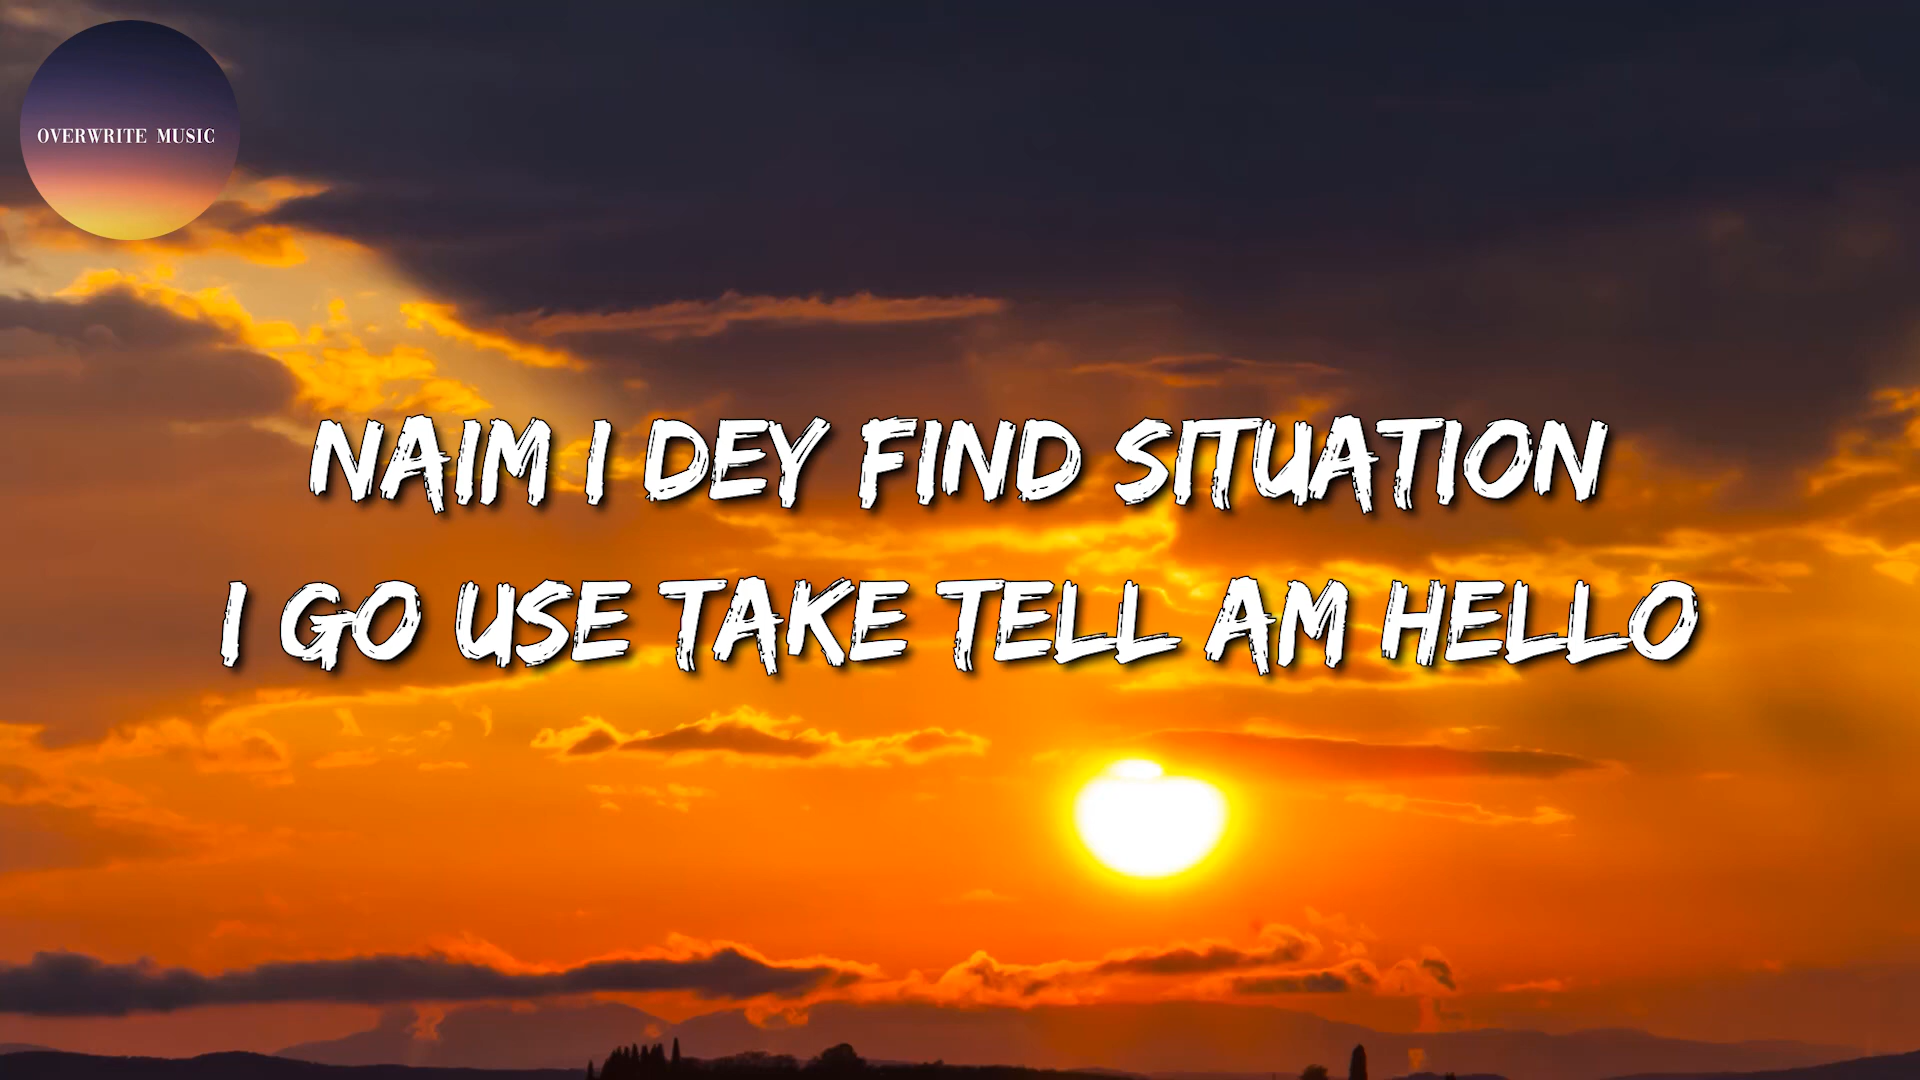 OVERWRITE MUSIC
NAIM I DEY FIND SITUATION
I GO USE TAKE TELL AM HELLO